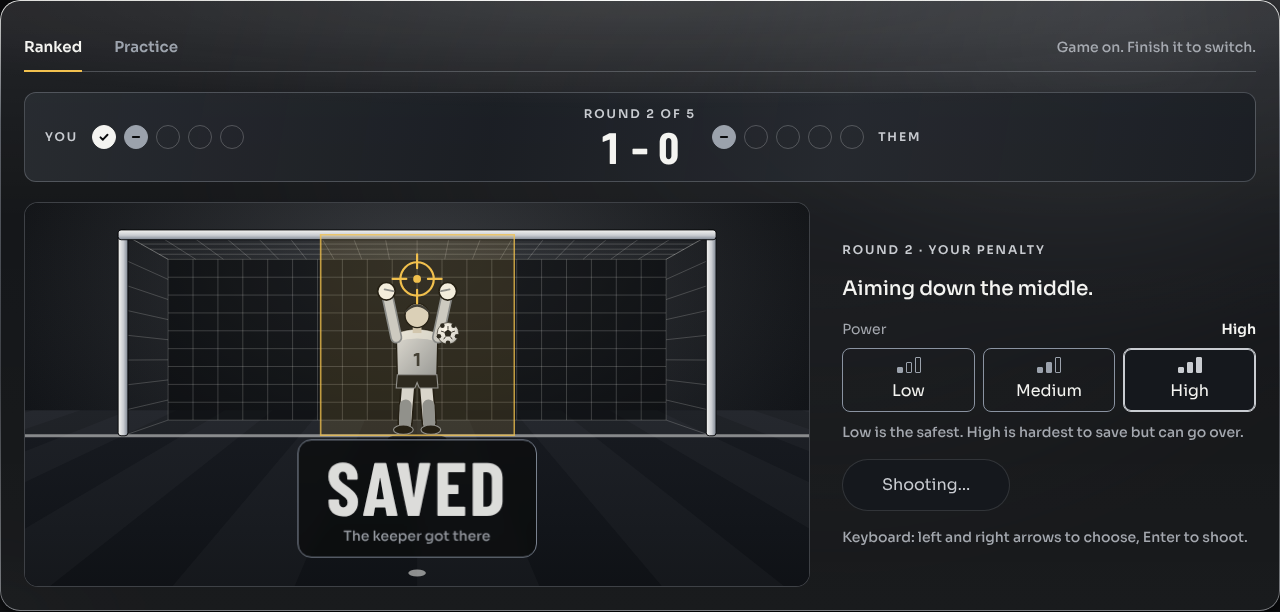 Ranked
Practice
Game on. Finish it to switch.
YOU
ROUND 2 OF 5
1 - 0
THEM
1
SAVED
The keeper got there
ROUND 2 · YOUR PENALTY
Aiming down the middle.
Power
High
Low
Medium
High
Low is the safest. High is hardest to save but can go over.
Shooting...
Keyboard: left and right arrows to choose, Enter to shoot.